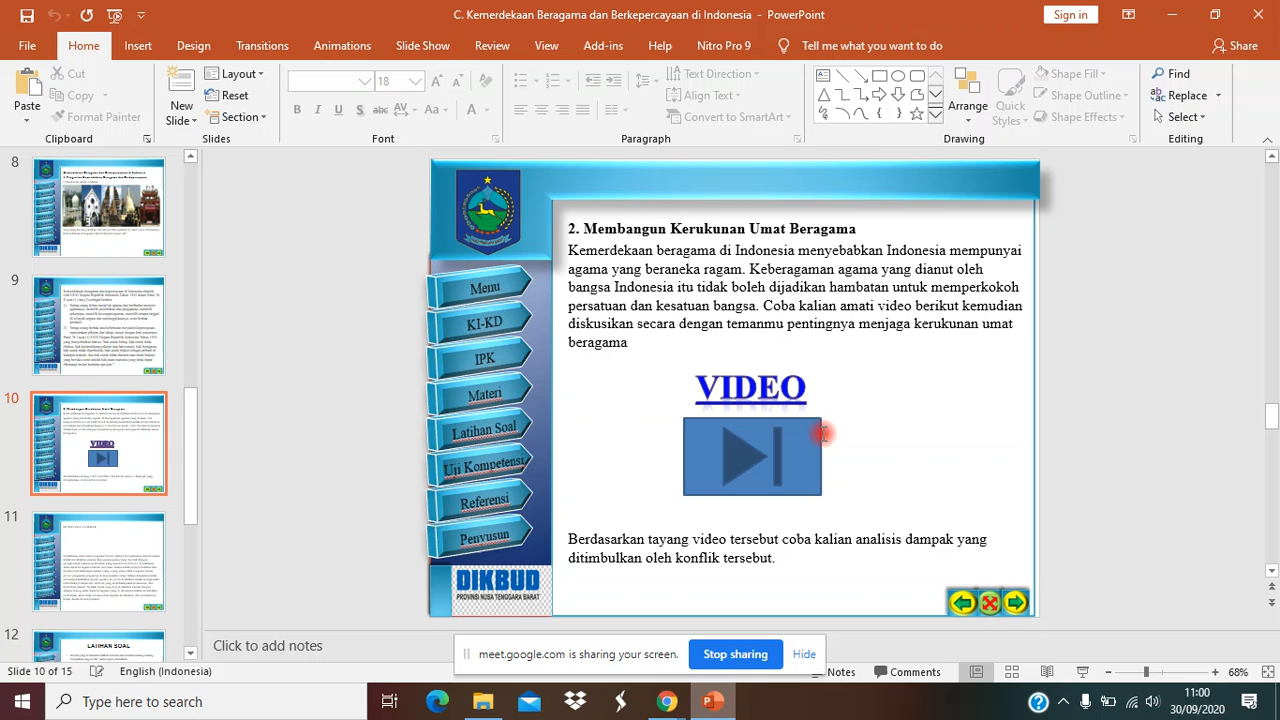 C. Kemerdekaan Beragama dan Berkepercayaan di Indonesia - PowerPoint
Sign in
File Home Insert Design Transitions Animations Slide Show Review View Add-ins Help Nitro Pro 9 Tell me what you want to do Share
Paste
Cut
Copy
Format Painter
Clipboard
New Slide
Layout
Reset
Section
Slides
18
Font
Text Direction
Align Text
Convert to SmartArt
Paragraph
Arrange
Quick Styles
Shape Fill
Shape Outline
Shape Effects
Drawing
Find
Replace
Select
Editing
8
9
10
VIDEO
11
12
LATIHAN SOAL
Menu
KI-KD
IPK
Materi
Latihan Soal
Uji Kompetensi
Referensi
Penyusun
DIKBUD
PROVINSI NUSA TENGGARA BARAT
2. Membangun Kerukunan Umat Beragama
Kemerdekaan beragama di Indonesia menyebabkan Indonesia mempunyai
agama yang beraneka ragam. Keberagaman agama yang dianut oleh
bangsa Indonesia itu tidak boleh dijadikan hambatan untuk memperkokoh
persatuan dan kesatuan bangsa. Coba amati video berikut kemudian
diskusikan secara dengan temanmu pentingnya menjaga kerukunan umat
beragama
VIDEO
Berdasarkan tayang video tersebut coba kalian analisis dampak yang
ditimbulkan oleh konflik tersebut
Click to add notes
meet.google.com is sharing your screen.
Stop sharing
Hide
Slide 10 of 15
English (Indonesia)
Notes
Comments
68%
Type here to search
11:00
30/09/2020